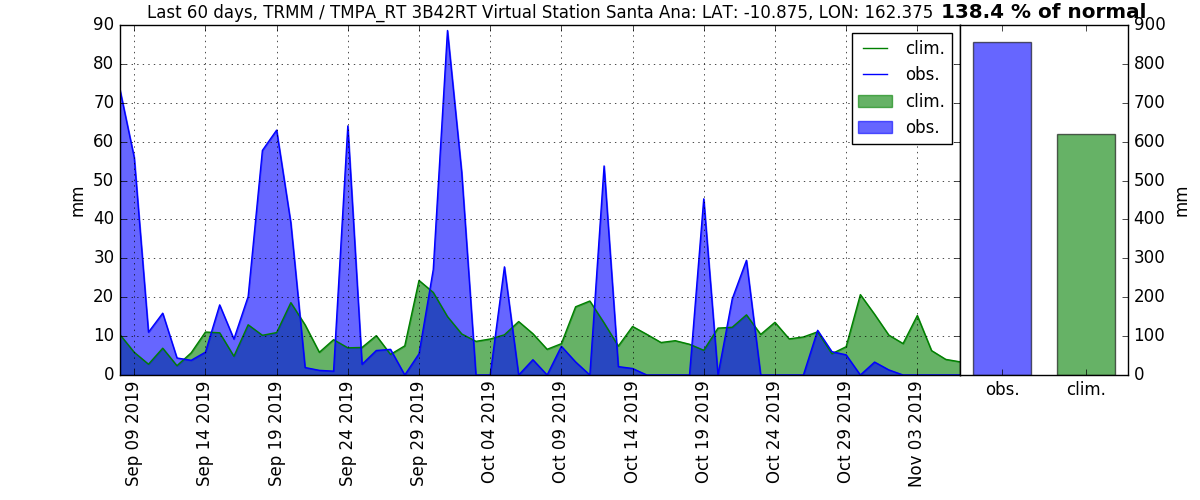 Last 60 days, TRMM / TMPA_RT 3B42RT Virtual Station Santa Ana: LAT: -10.875, LON: 162.375 138.4 % of normal
90
80
70
60
50
40
30
20
10
0
mm
clim.
obs.
clim.
obs.
Sep 09 2019
Sep 14 2019
Sep 19 2019
Sep 24 2019
Sep 29 2019
Oct 04 2019
Oct 09 2019
Oct 14 2019
Oct 19 2019
Oct 24 2019
Oct 29 2019
Nov 03 2019
900
800
700
600
500
400
300
200
100
0
mm
obs. clim.